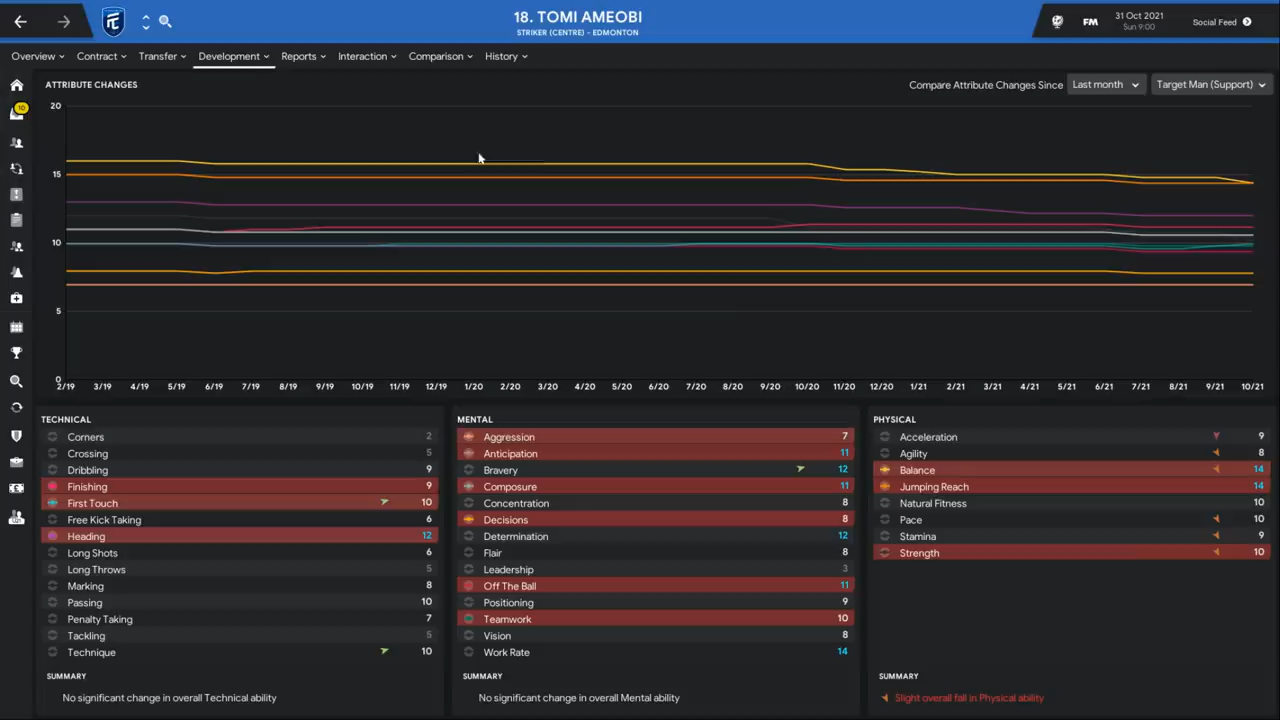 18. TOMI AMEOBI
STRIKER (CENTRE) - EDMONTON
FM
31 Oct 2021
Sun 9:00
Social Feed
Overview Contract Transfer Development Reports Interaction Comparison History
10
ATTRIBUTE CHANGES
Compare Attribute Changes Since Last month Target Man (Support)
20
15
10
5
0
2/19 3/19 4/19 5/19 6/19 7/19 8/19 9/19 10/19 11/19 12/19 1/20 2/20 3/20 4/20 5/20 6/20 7/20 8/20 9/20 10/20 11/20 12/20 1/21 2/21 3/21 4/21 5/21 6/21 7/21 8/21 9/21 10/21
TECHNICAL
Corners 2
Crossing 5
Dribbling 9
Finishing 9
First Touch 10
Free Kick Taking 6
Heading 12
Long Shots 6
Long Throws 5
Marking 8
Passing 10
Penalty Taking 7
Tackling 5
Technique 10
SUMMARY
No significant change in overall Technical ability
MENTAL
Aggression 7
Anticipation 11
Bravery 12
Composure 11
Concentration 8
Decisions 8
Determination 12
Flair 8
Leadership 3
Off The Ball 11
Positioning 9
Teamwork 10
Vision 8
Work Rate 14
SUMMARY
No significant change in overall Mental ability
PHYSICAL
Acceleration 9
Agility 8
Balance 14
Jumping Reach 14
Natural Fitness 10
Pace 10
Stamina 9
Strength 10
SUMMARY
Slight overall fall in Physical ability